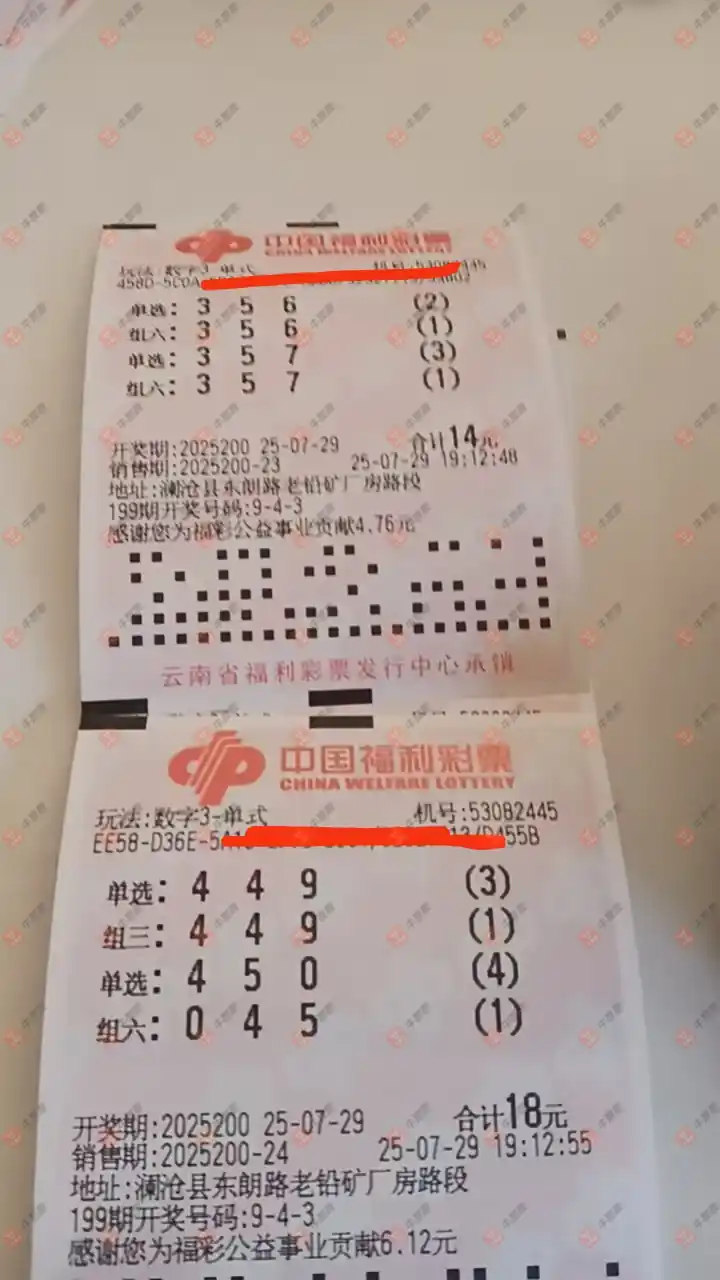 中国福利彩票
CHINA WELFARE LOTTERY
玩法:数字3-单式 机号:53082445
458D-5C0A
单选: 3 5 6 (2)
组六: 3 5 6 (1)
单选: 3 5 7 (3)
组六: 3 5 7 (1)
开奖期:2025200 25-07-29 合计14元
销售期:2025200-23 25-07-29 19:12:48
地址:澜沧县东朗路老铅矿厂房路段
199期开奖号码:9-4-3
感谢您为福彩公益事业贡献4.76元
云南省福利彩票发行中心承销
中国福利彩票
CHINA WELFARE LOTTERY
玩法:数字3-单式 机号:53082445
EE58-D36E-5A 13/D455B
单选: 4 4 9 (3)
组三: 4 4 9 (1)
单选: 4 5 0 (4)
组六: 0 4 5 (1)
开奖期:2025200 25-07-29 合计18元
销售期:2025200-24 25-07-29 19:12:55
地址:澜沧县东朗路老铅矿厂房路段
199期开奖号码:9-4-3
感谢您为福彩公益事业贡献6.12元